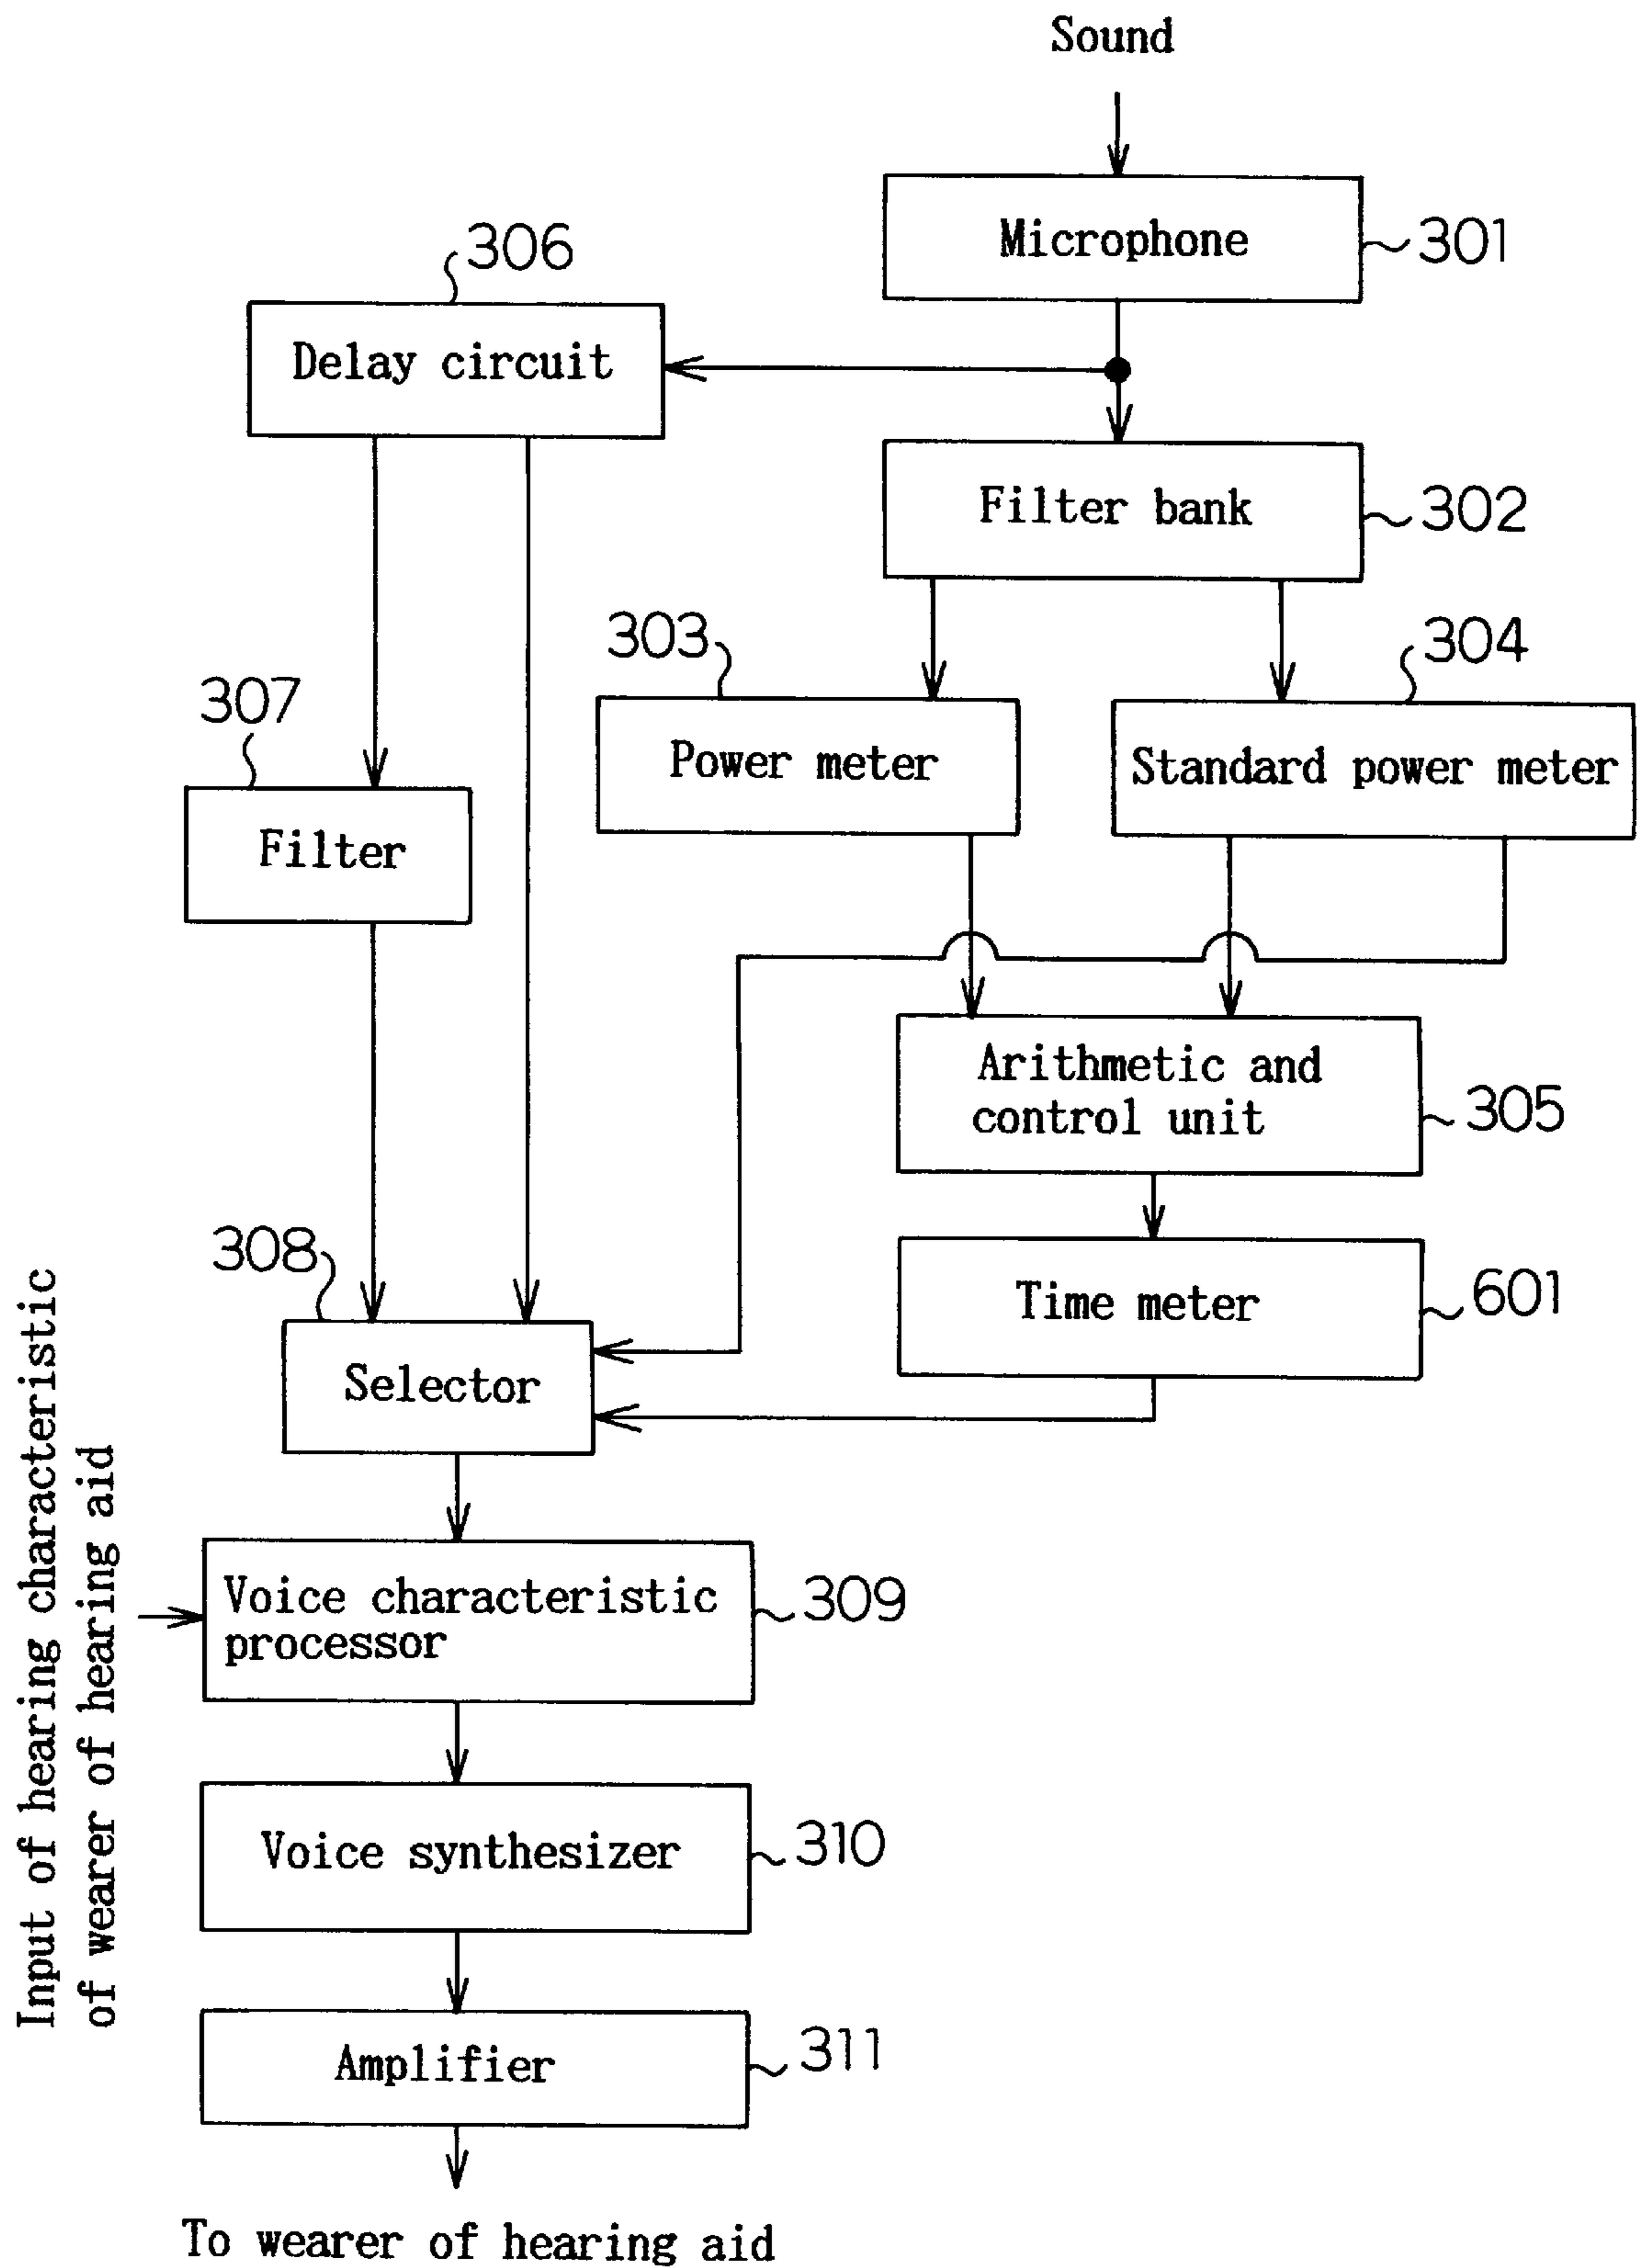 Sound
Microphone
301
306
Delay circuit
Filter bank
302
303
304
307
Power meter
Standard power meter
Filter
Arithmetic and
control unit
305
308
Time meter
601
Selector
Input of hearing characteristic
of wearer of hearing aid
Voice characteristic
processor
309
Voice synthesizer
310
Amplifier
311
To wearer of hearing aid